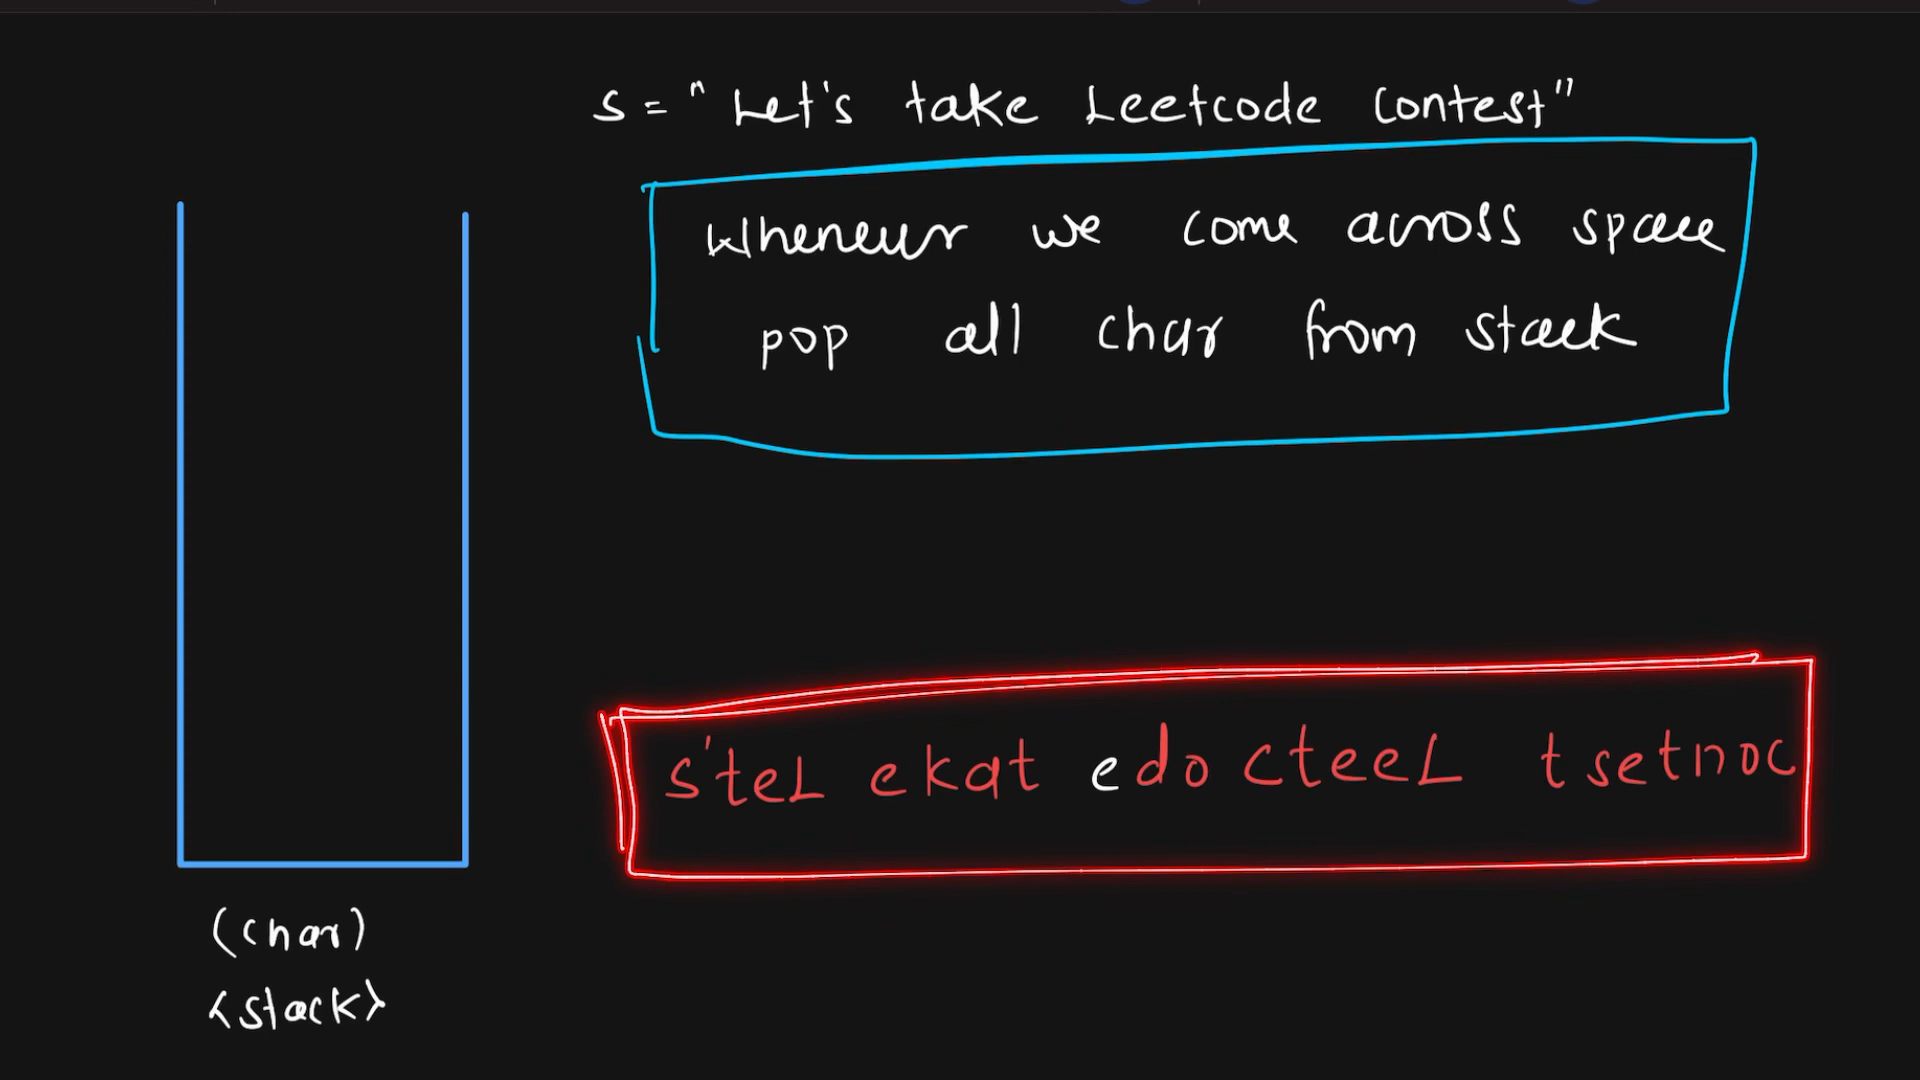 s = "Let's take Leetcode contest"
Whenever we come across space
pop all char from stack
s'teL ekat edocteeL tsetnoc
(char)
<stack>